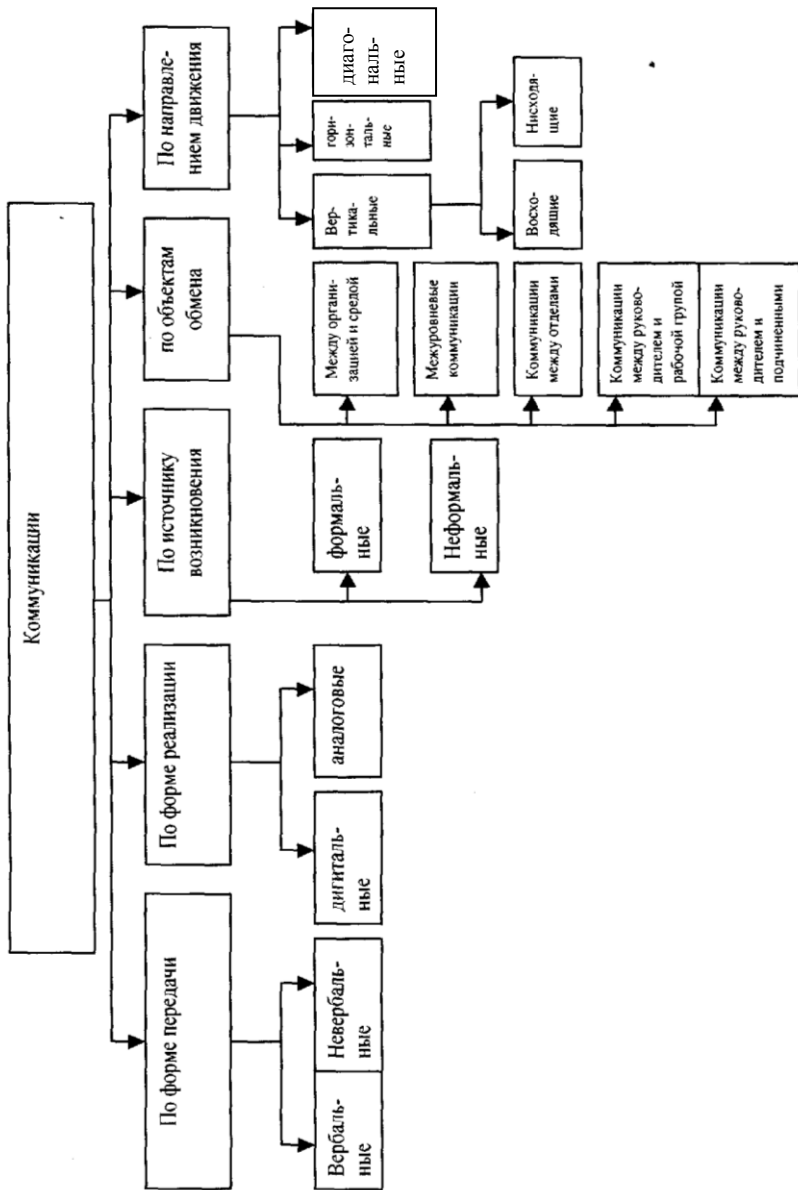 Коммуникации
По форме передачи
По форме реализации
По источнику
возникновения
по объектам
обмена
По направле-
нием движения
Вербаль-
ные
Невербаль-
ные
дигиталь-
ные
аналоговые
формаль-
ные
Неформаль-
ные
Между органи-
зацией и средой
Межуровневые
коммуникации
Коммуникации
между отделами
Коммуникации
между руково-
дителем и
рабочей групой
Коммуникации
между руково-
дителем и
подчиненными
Вер-
тика-
льные
гори-
зон-
таль-
ные
диаго-
наль-
ные
Восхо-
дящие
Нисходя-
щие